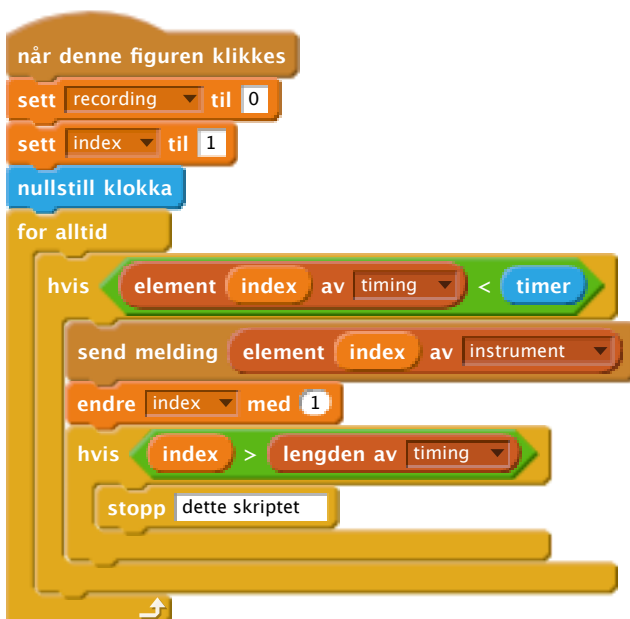 når denne figuren klikkes
sett recording til 0
sett index til 1
nullstill klokka
for alltid
hvis element index av timing < timer
send melding element index av instrument
endre index med 1
hvis index > lengden av timing
stopp dette skriptet